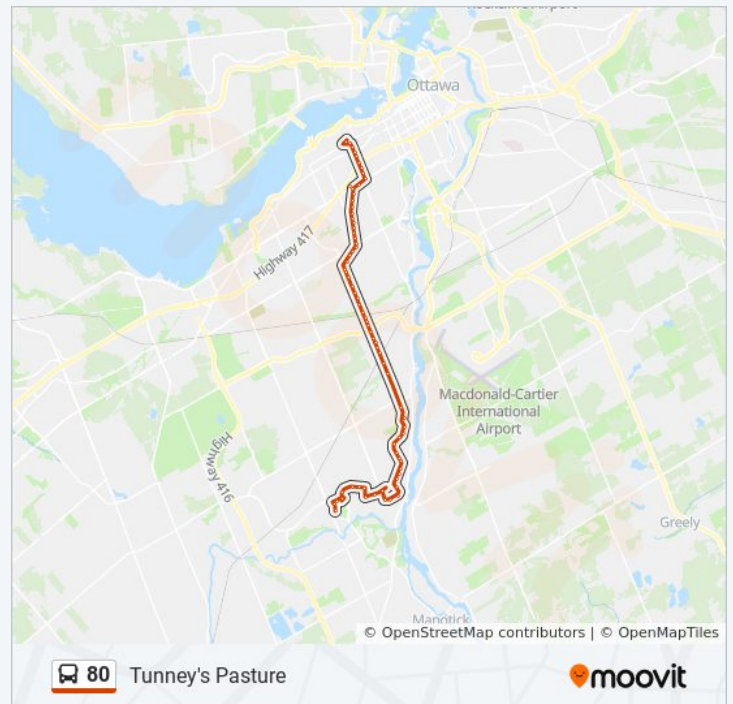 Ottawa
Highway 417
Macdonald-Cartier
International
Airport
Highway 416
Greely
Manotick
© OpenStreetMap contributors | © OpenMapTiles
80 Tunney's Pasture
moovit